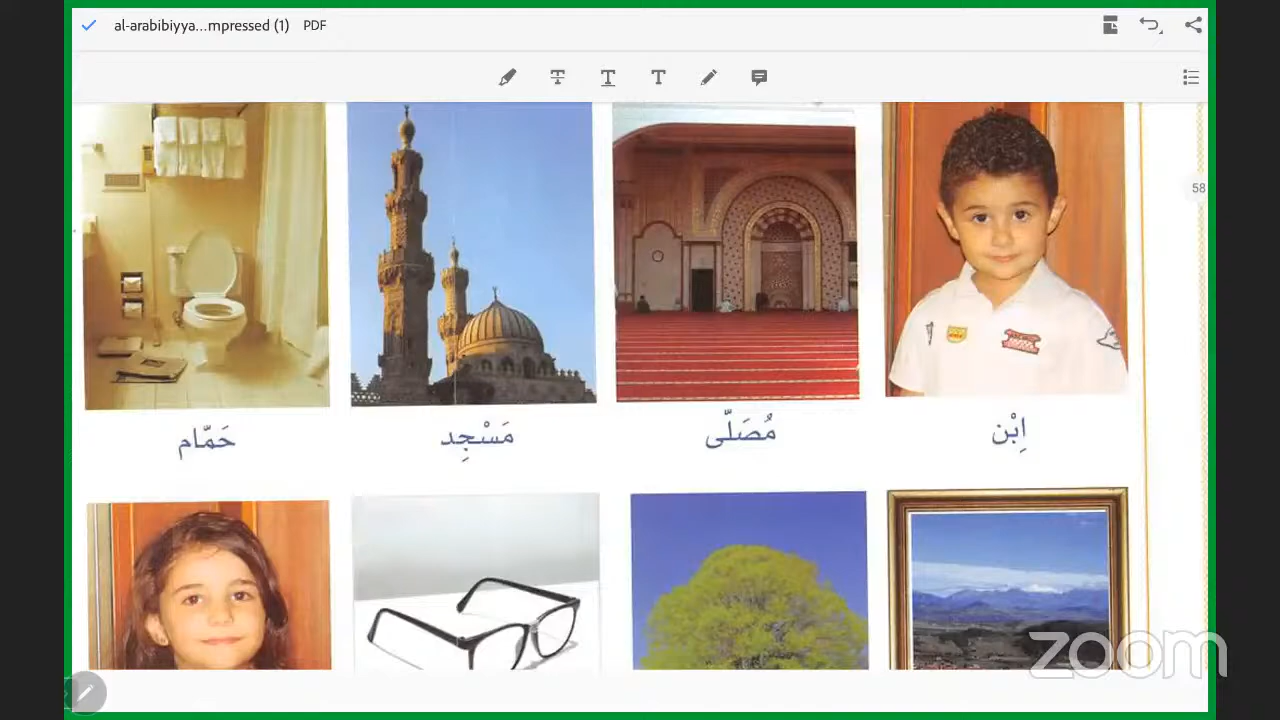 al-arabibiyya...mpressed (1) PDF
58
اِبْن
مُصَلَّى
مَسْجِد
حَمَّام
zoom